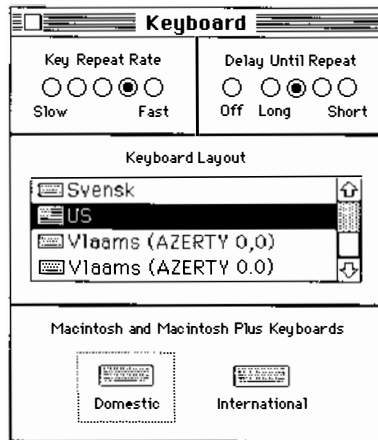 Keyboard
Key Repeat Rate
Slow Fast
Delay Until Repeat
Off Long Short
Keyboard Layout
Svensk
US
Vlaams (AZERTY 0,0)
Vlaams (AZERTY 0.0)
Macintosh and Macintosh Plus Keyboards
Domestic International